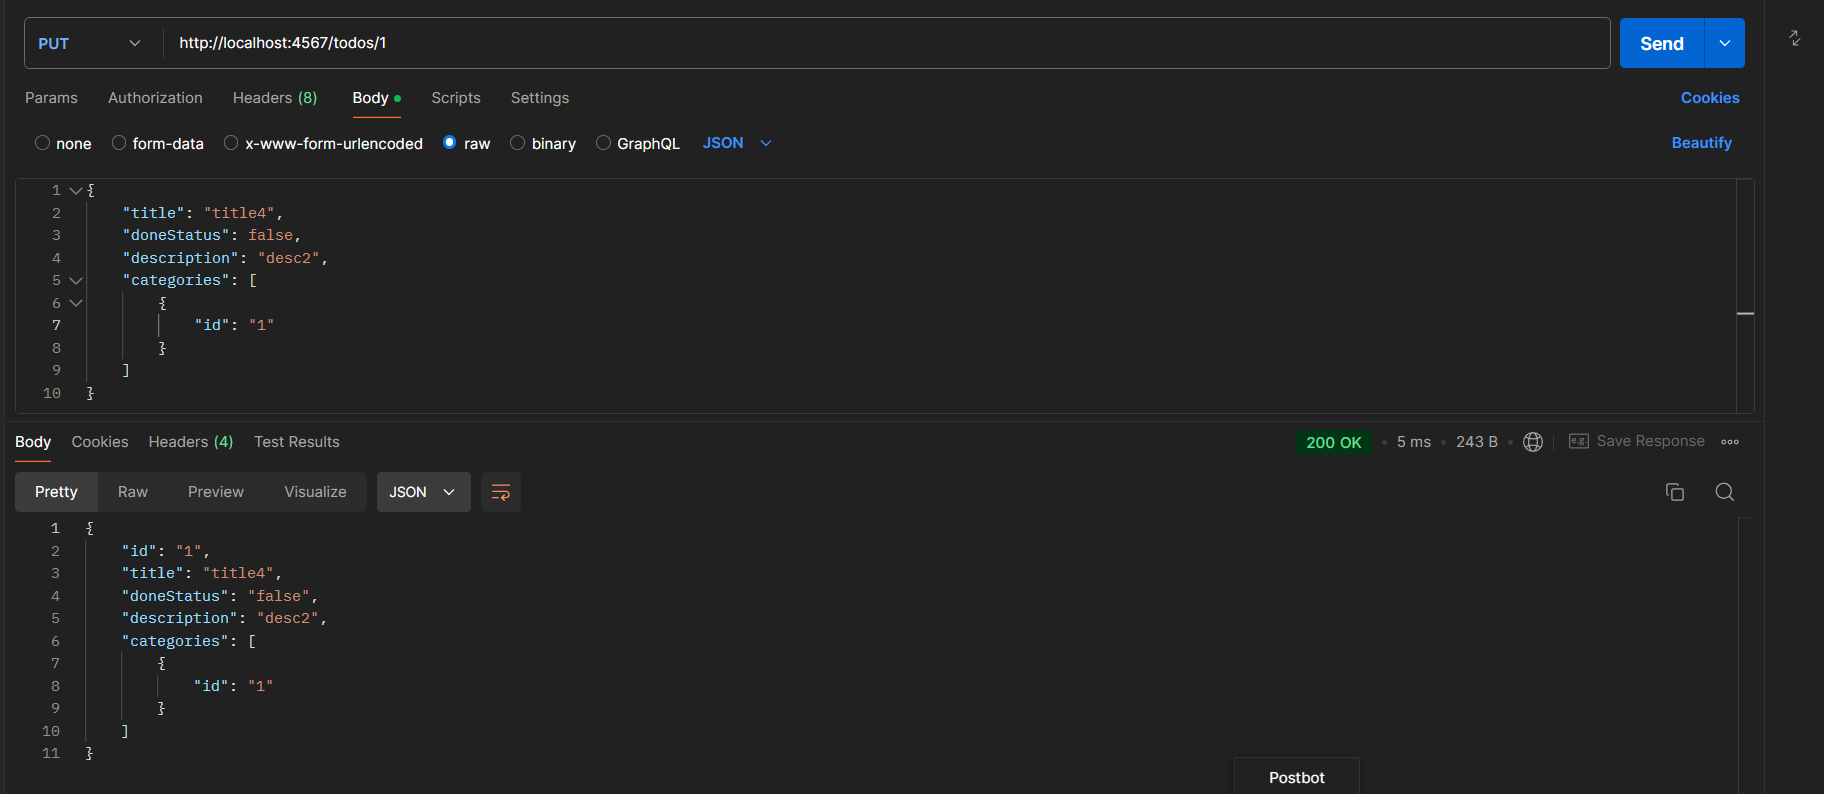 PUT http://localhost:4567/todos/1 Send
Params Authorization Headers (8) Body Scripts Settings Cookies
none form-data x-www-form-urlencoded raw binary GraphQL JSON Beautify
1 {
2 "title": "title4",
3 "doneStatus": false,
4 "description": "desc2",
5 "categories": [
6 {
7 "id": "1"
8 }
9 ]
10 }
Body Cookies Headers (4) Test Results 200 OK 5 ms 243 B e.g. Save Response
Pretty Raw Preview Visualize JSON
1 {
2 "id": "1",
3 "title": "title4",
4 "doneStatus": "false",
5 "description": "desc2",
6 "categories": [
7 {
8 "id": "1"
9 }
10 ]
11 }
Postbot